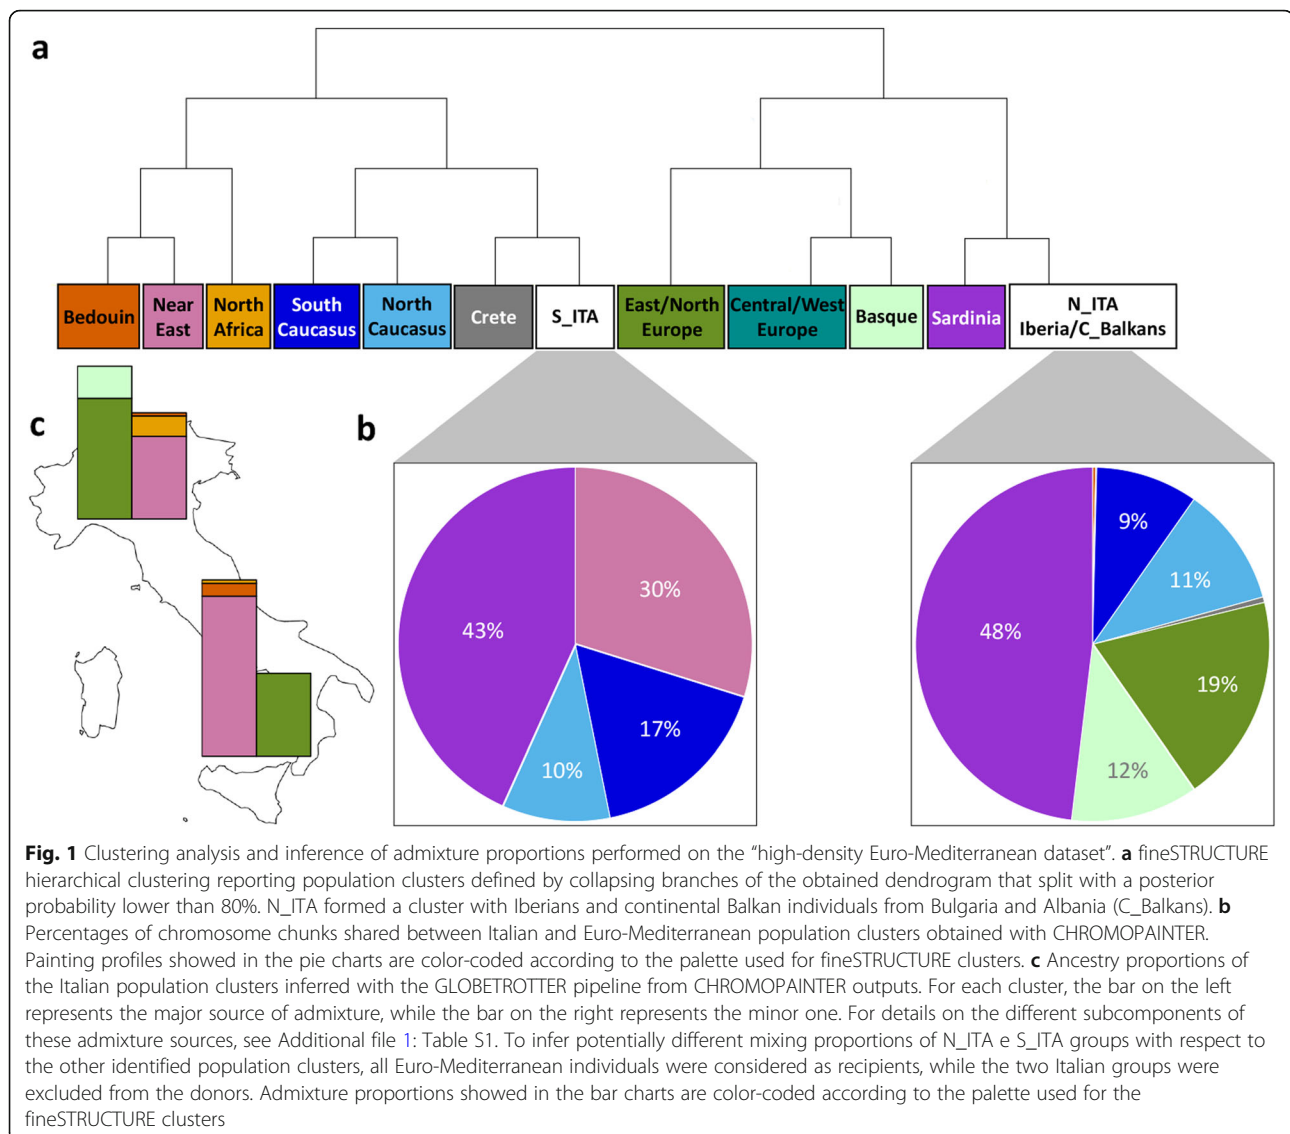 a
Bedouin
Near
East
North
Africa
South
Caucasus
North
Caucasus
Crete
S_ITA
East/North
Europe
Central/West
Europe
Basque
Sardinia
N_ITA
Iberia/C_Balkans
c
b
43%
30%
17%
10%
48%
9%
11%
19%
12%
Fig. 1 Clustering analysis and inference of admixture proportions performed on the “high-density Euro-Mediterranean dataset”. a fineSTRUCTURE
hierarchical clustering reporting population clusters defined by collapsing branches of the obtained dendrogram that split with a posterior
probability lower than 80%. N_ITA formed a cluster with Iberians and continental Balkan individuals from Bulgaria and Albania (C_Balkans). b
Percentages of chromosome chunks shared between Italian and Euro-Mediterranean population clusters obtained with CHROMOPAINTER.
Painting profiles showed in the pie charts are color-coded according to the palette used for fineSTRUCTURE clusters. c Ancestry proportions of
the Italian population clusters inferred with the GLOBETROTTER pipeline from CHROMOPAINTER outputs. For each cluster, the bar on the left
represents the major source of admixture, while the bar on the right represents the minor one. For details on the different subcomponents of
these admixture sources, see Additional file 1: Table S1. To infer potentially different mixing proportions of N_ITA e S_ITA groups with respect to
the other identified population clusters, all Euro-Mediterranean individuals were considered as recipients, while the two Italian groups were
excluded from the donors. Admixture proportions showed in the bar charts are color-coded according to the palette used for the
fineSTRUCTURE clusters